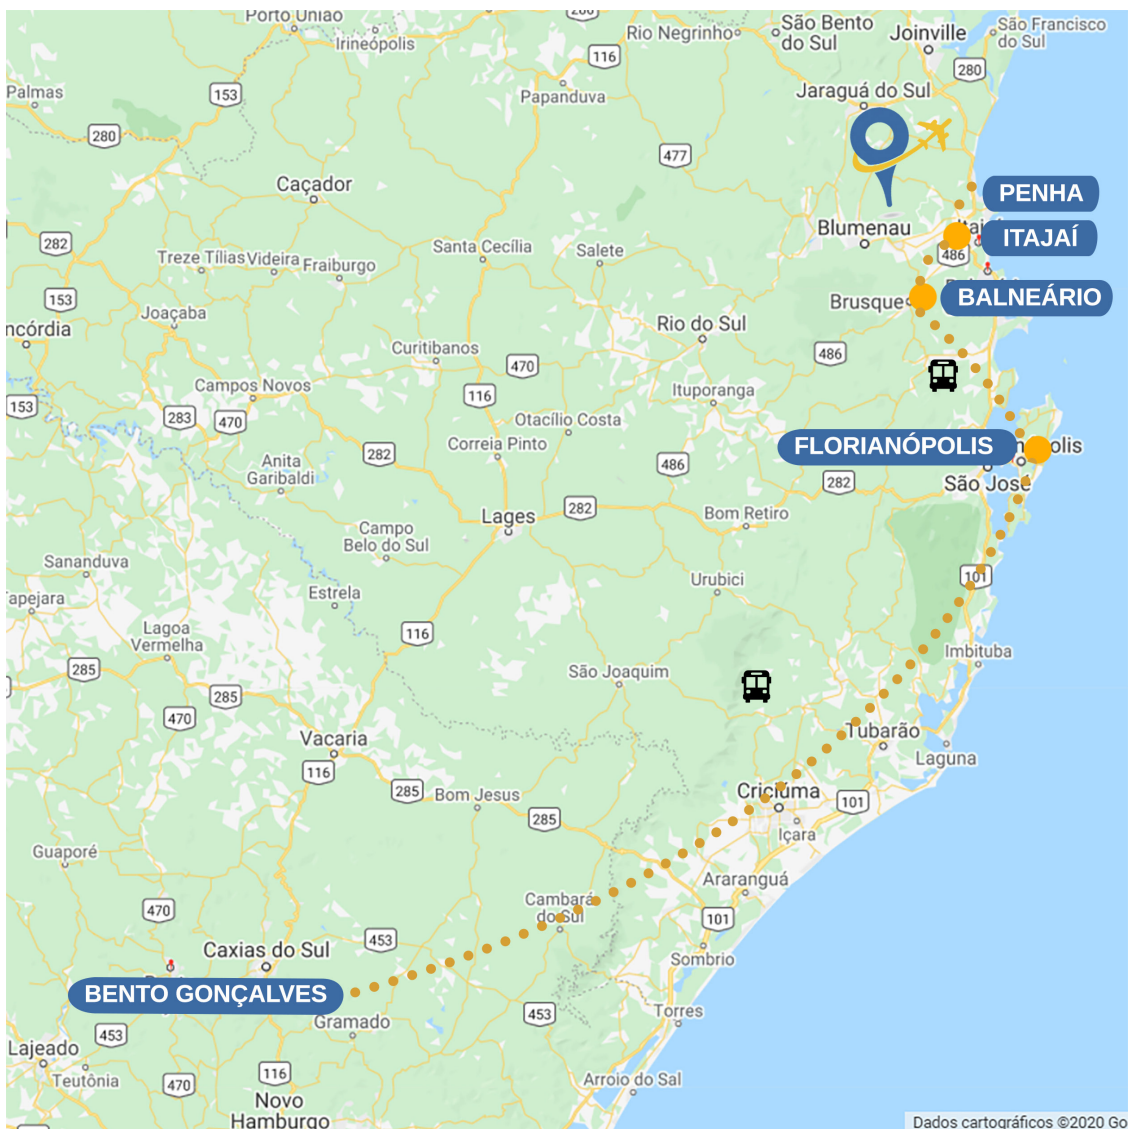 Porto União
280
São Bento
do Sul
São Francisco
do Sul
Rio Negrinho
Joinville
Irineópolis
116
280
Palmas
153
Papanduva
Jaraguá do Sul
280
477
Caçador
PENHA
Blumenau
ITAJAÍ
282
Santa Cecília
Salete
486
Treze Tílias
Videira
Fraiburgo
153
Joaçaba
Brusque
BALNEÁRIO
ncórdia
Rio do Sul
Curitibanos
486
470
Campos Novos
116
Ituporanga
153
283
470
Otacílio Costa
Correia Pinto
FLORIANÓPOLIS
olis
282
Anita
Garibaldi
486
282
São José
Lages
282
Bom Retiro
Campo
Belo do Sul
Sananduva
Urubici
101
apejara
Estrela
Lagoa
Vermelha
116
Imbituba
285
São Joaquim
285
470
Vacaria
Tubarão
116
Laguna
285
Bom Jesus
Criciúma
101
285
Içara
Guaporé
Araranguá
470
Cambará
do Sul
101
453
Caxias do Sul
Sombrio
BENTO GONÇALVES
453
Gramado
Torres
453
Lajeado
116
Teutônia
470
Arroio do Sal
Novo
Hamburgo
Dados cartográficos ©2020 Go